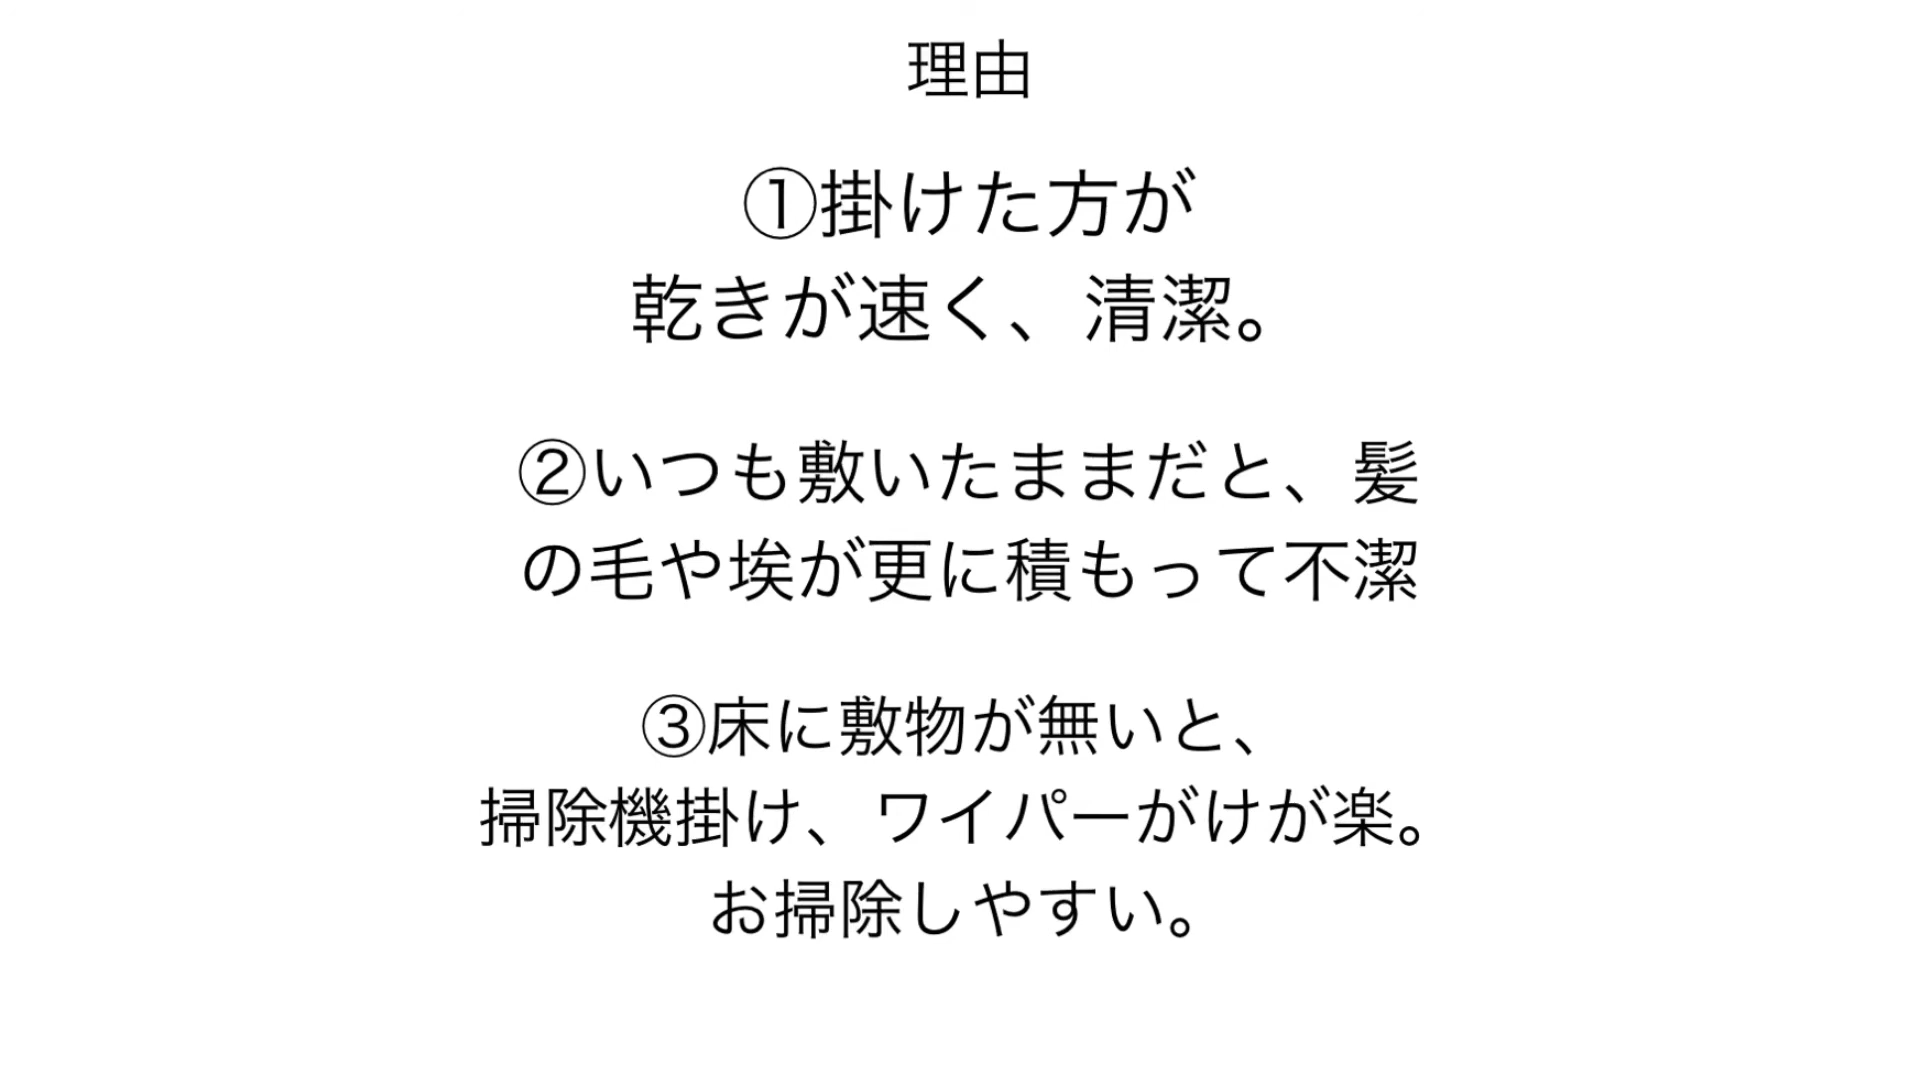 理由
①掛けた方が
乾きが速く、清潔。
②いつも敷いたままだと、髪
の毛や埃が更に積もって不潔
③床に敷物が無いと、
掃除機掛け、ワイパーがけが楽。
お掃除しやすい。